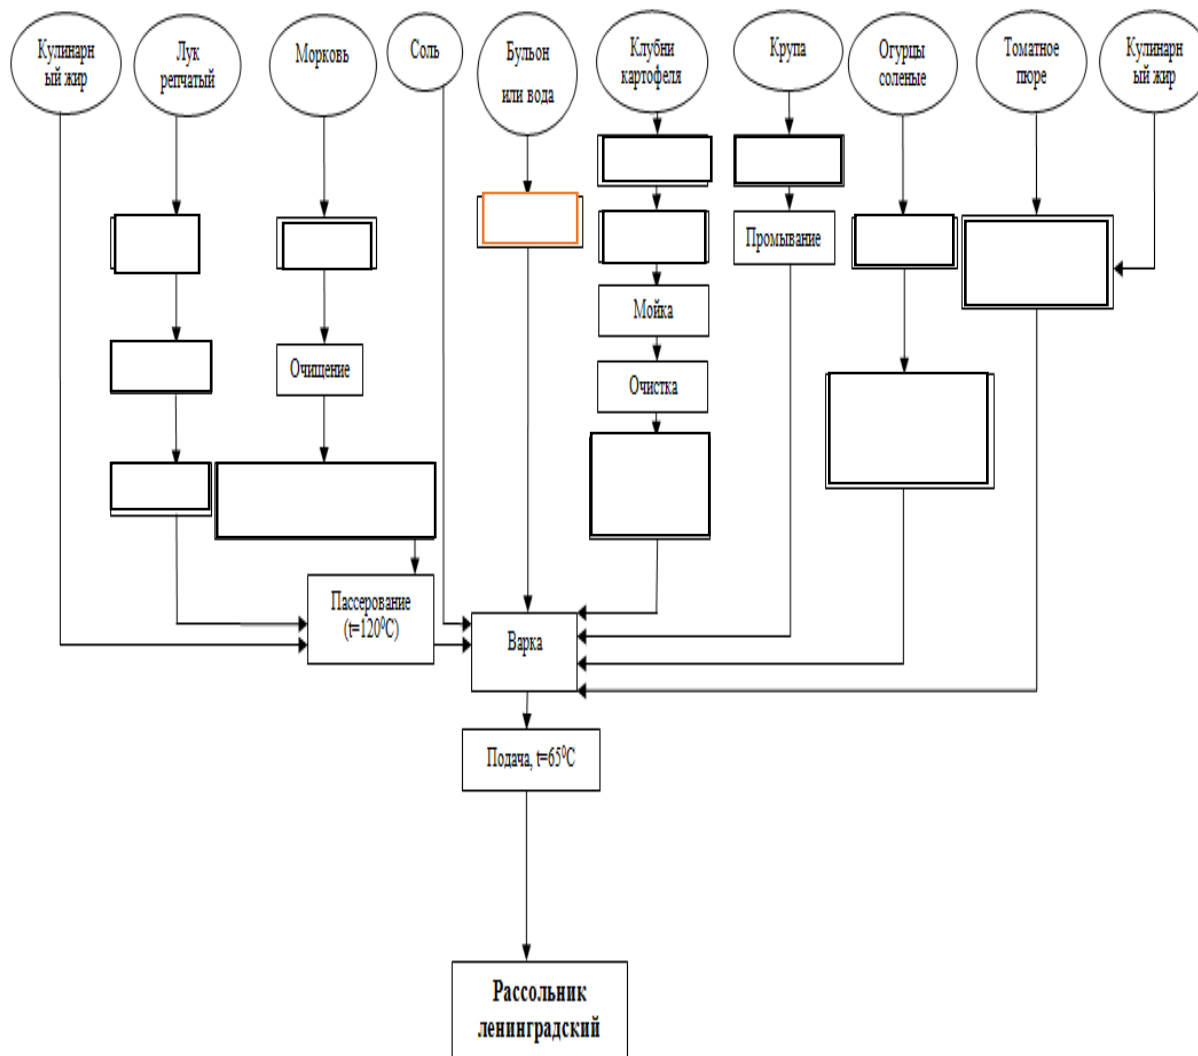 Кулинарн
ый жир
Лук
репчатый
Морковь
Соль
Бульон
или вода
Клубни
картофеля
Крупа
Огурцы
соленые
Томатное
пюре
Кулинарн
ый жир
Промывание
Мойка
Очищение
Очистка
Пассерование
(t=120⁰С)
Варка
Подача, t=65⁰С
Рассольник
ленинградский